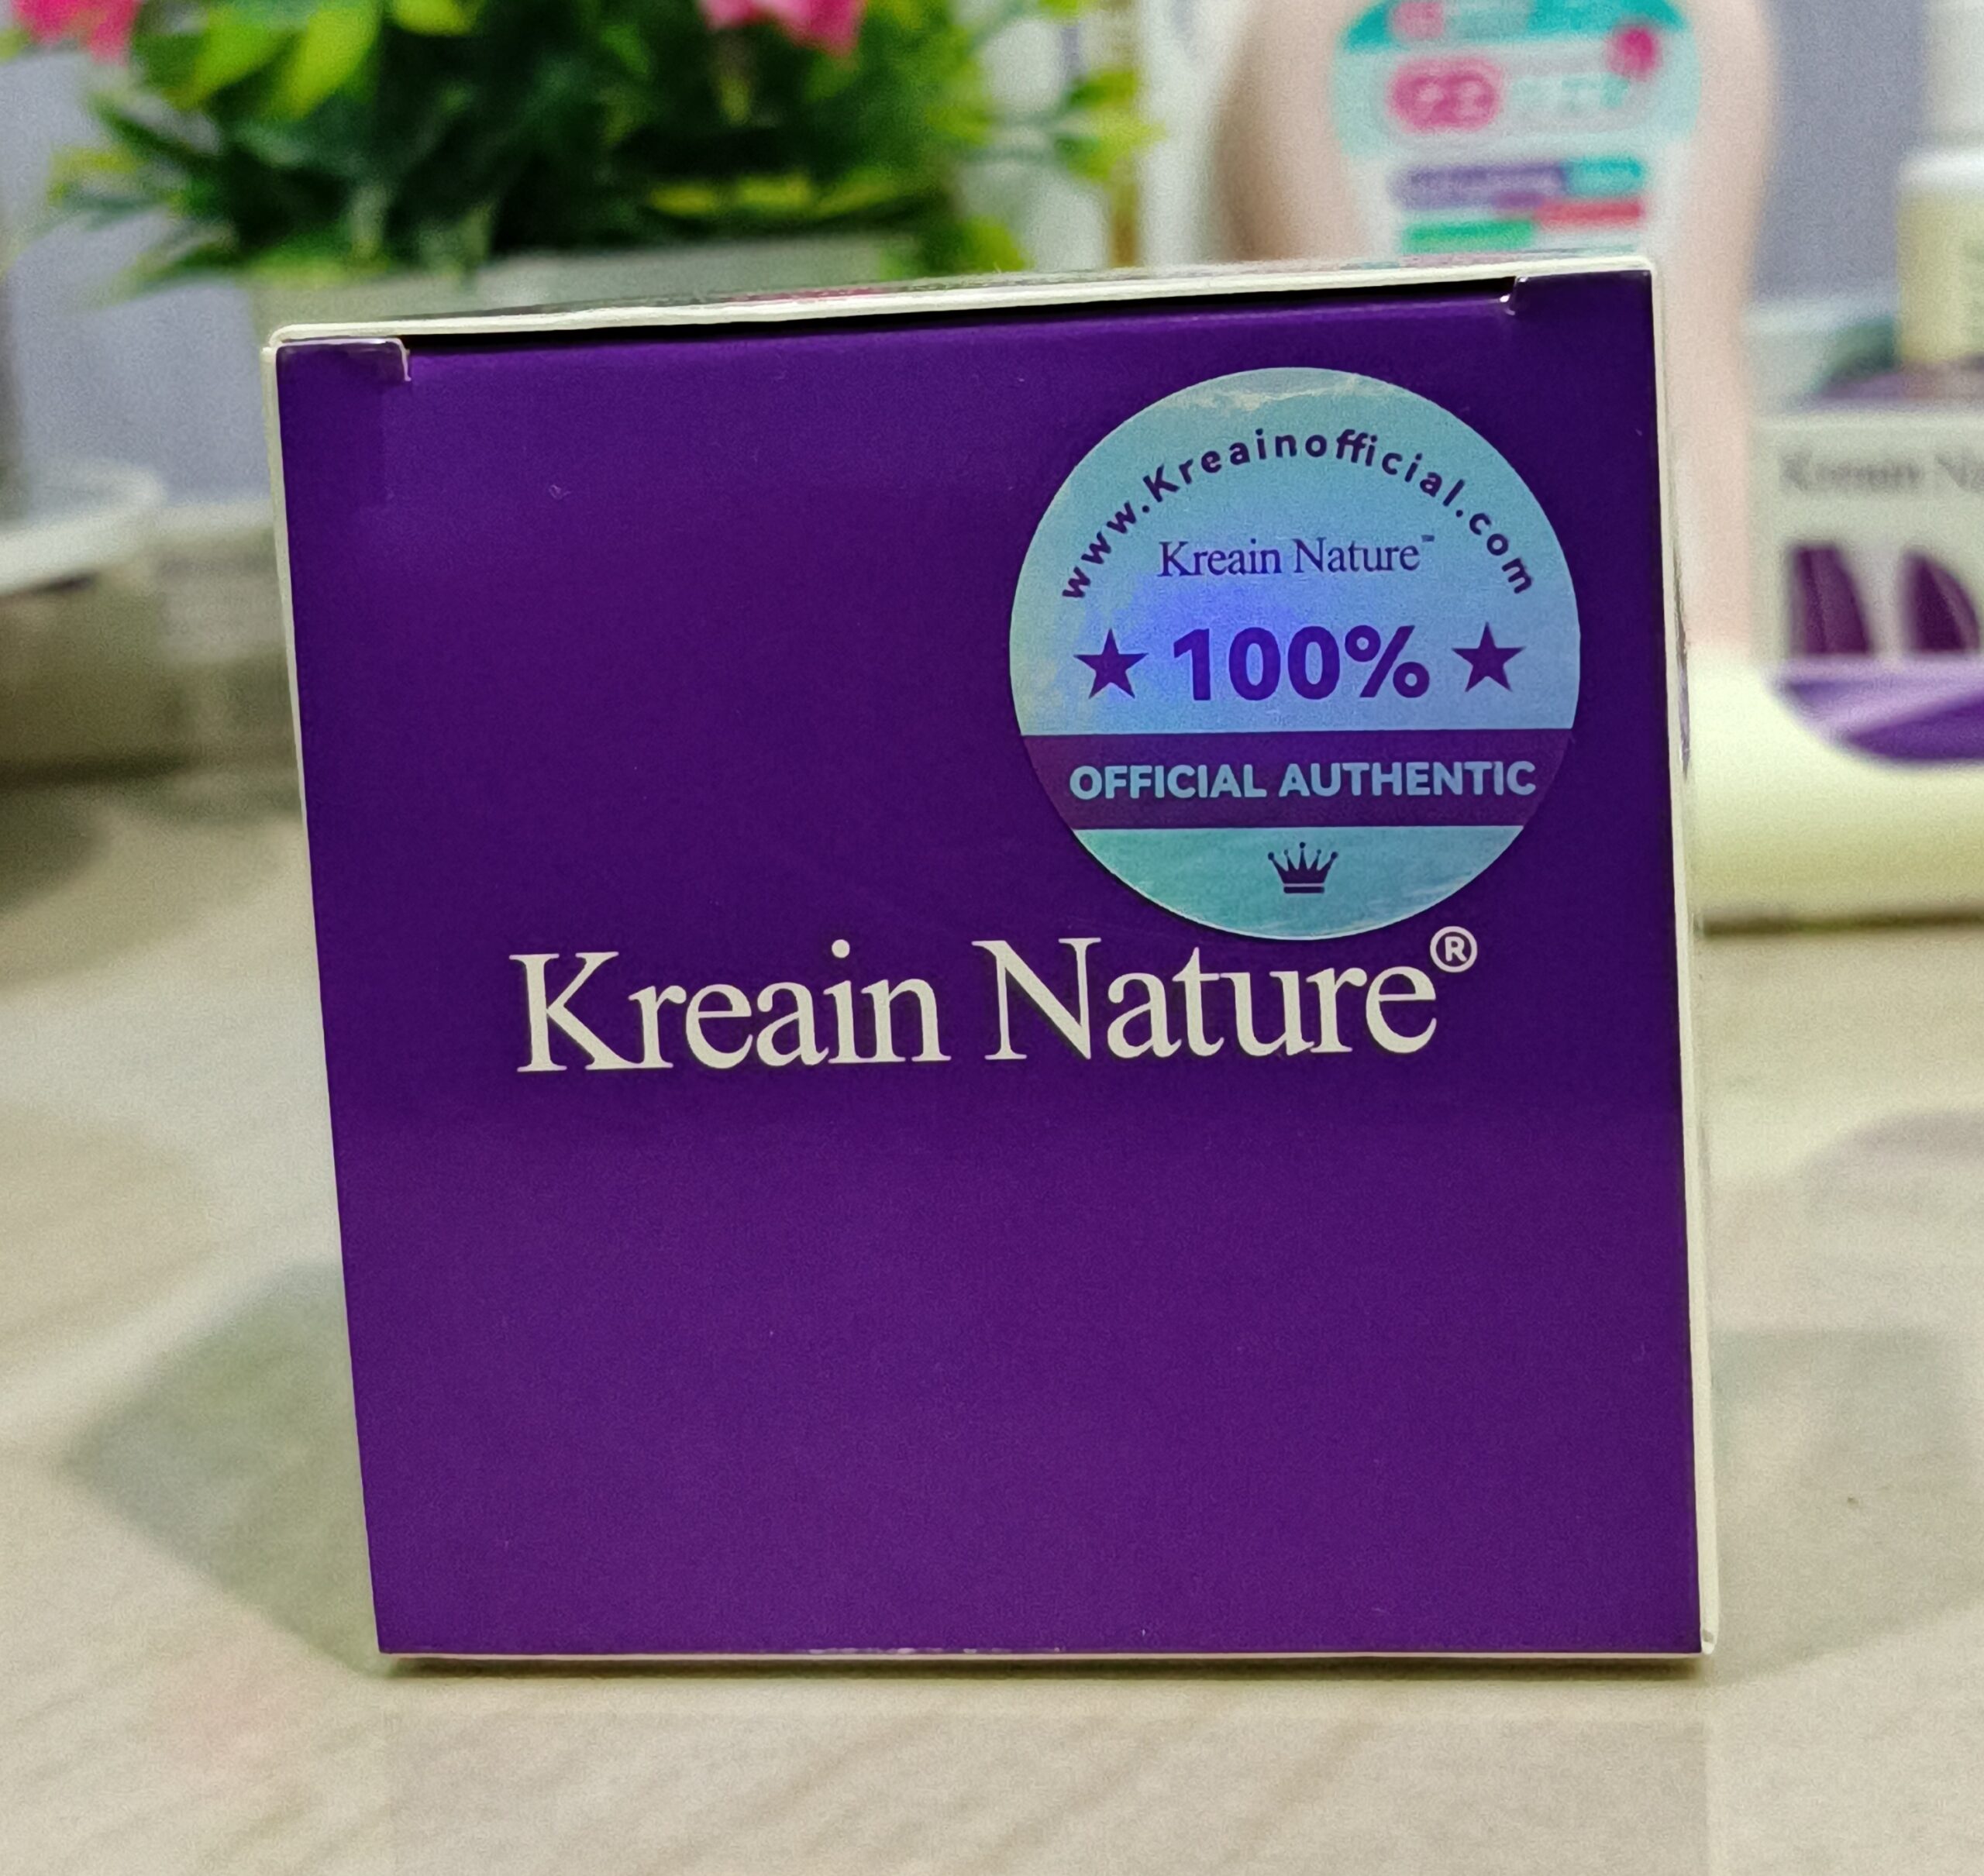 www.Kreainofficial.com
Kreain Nature™
★ 100% ★
OFFICIAL AUTHENTIC
Kreain Nature®